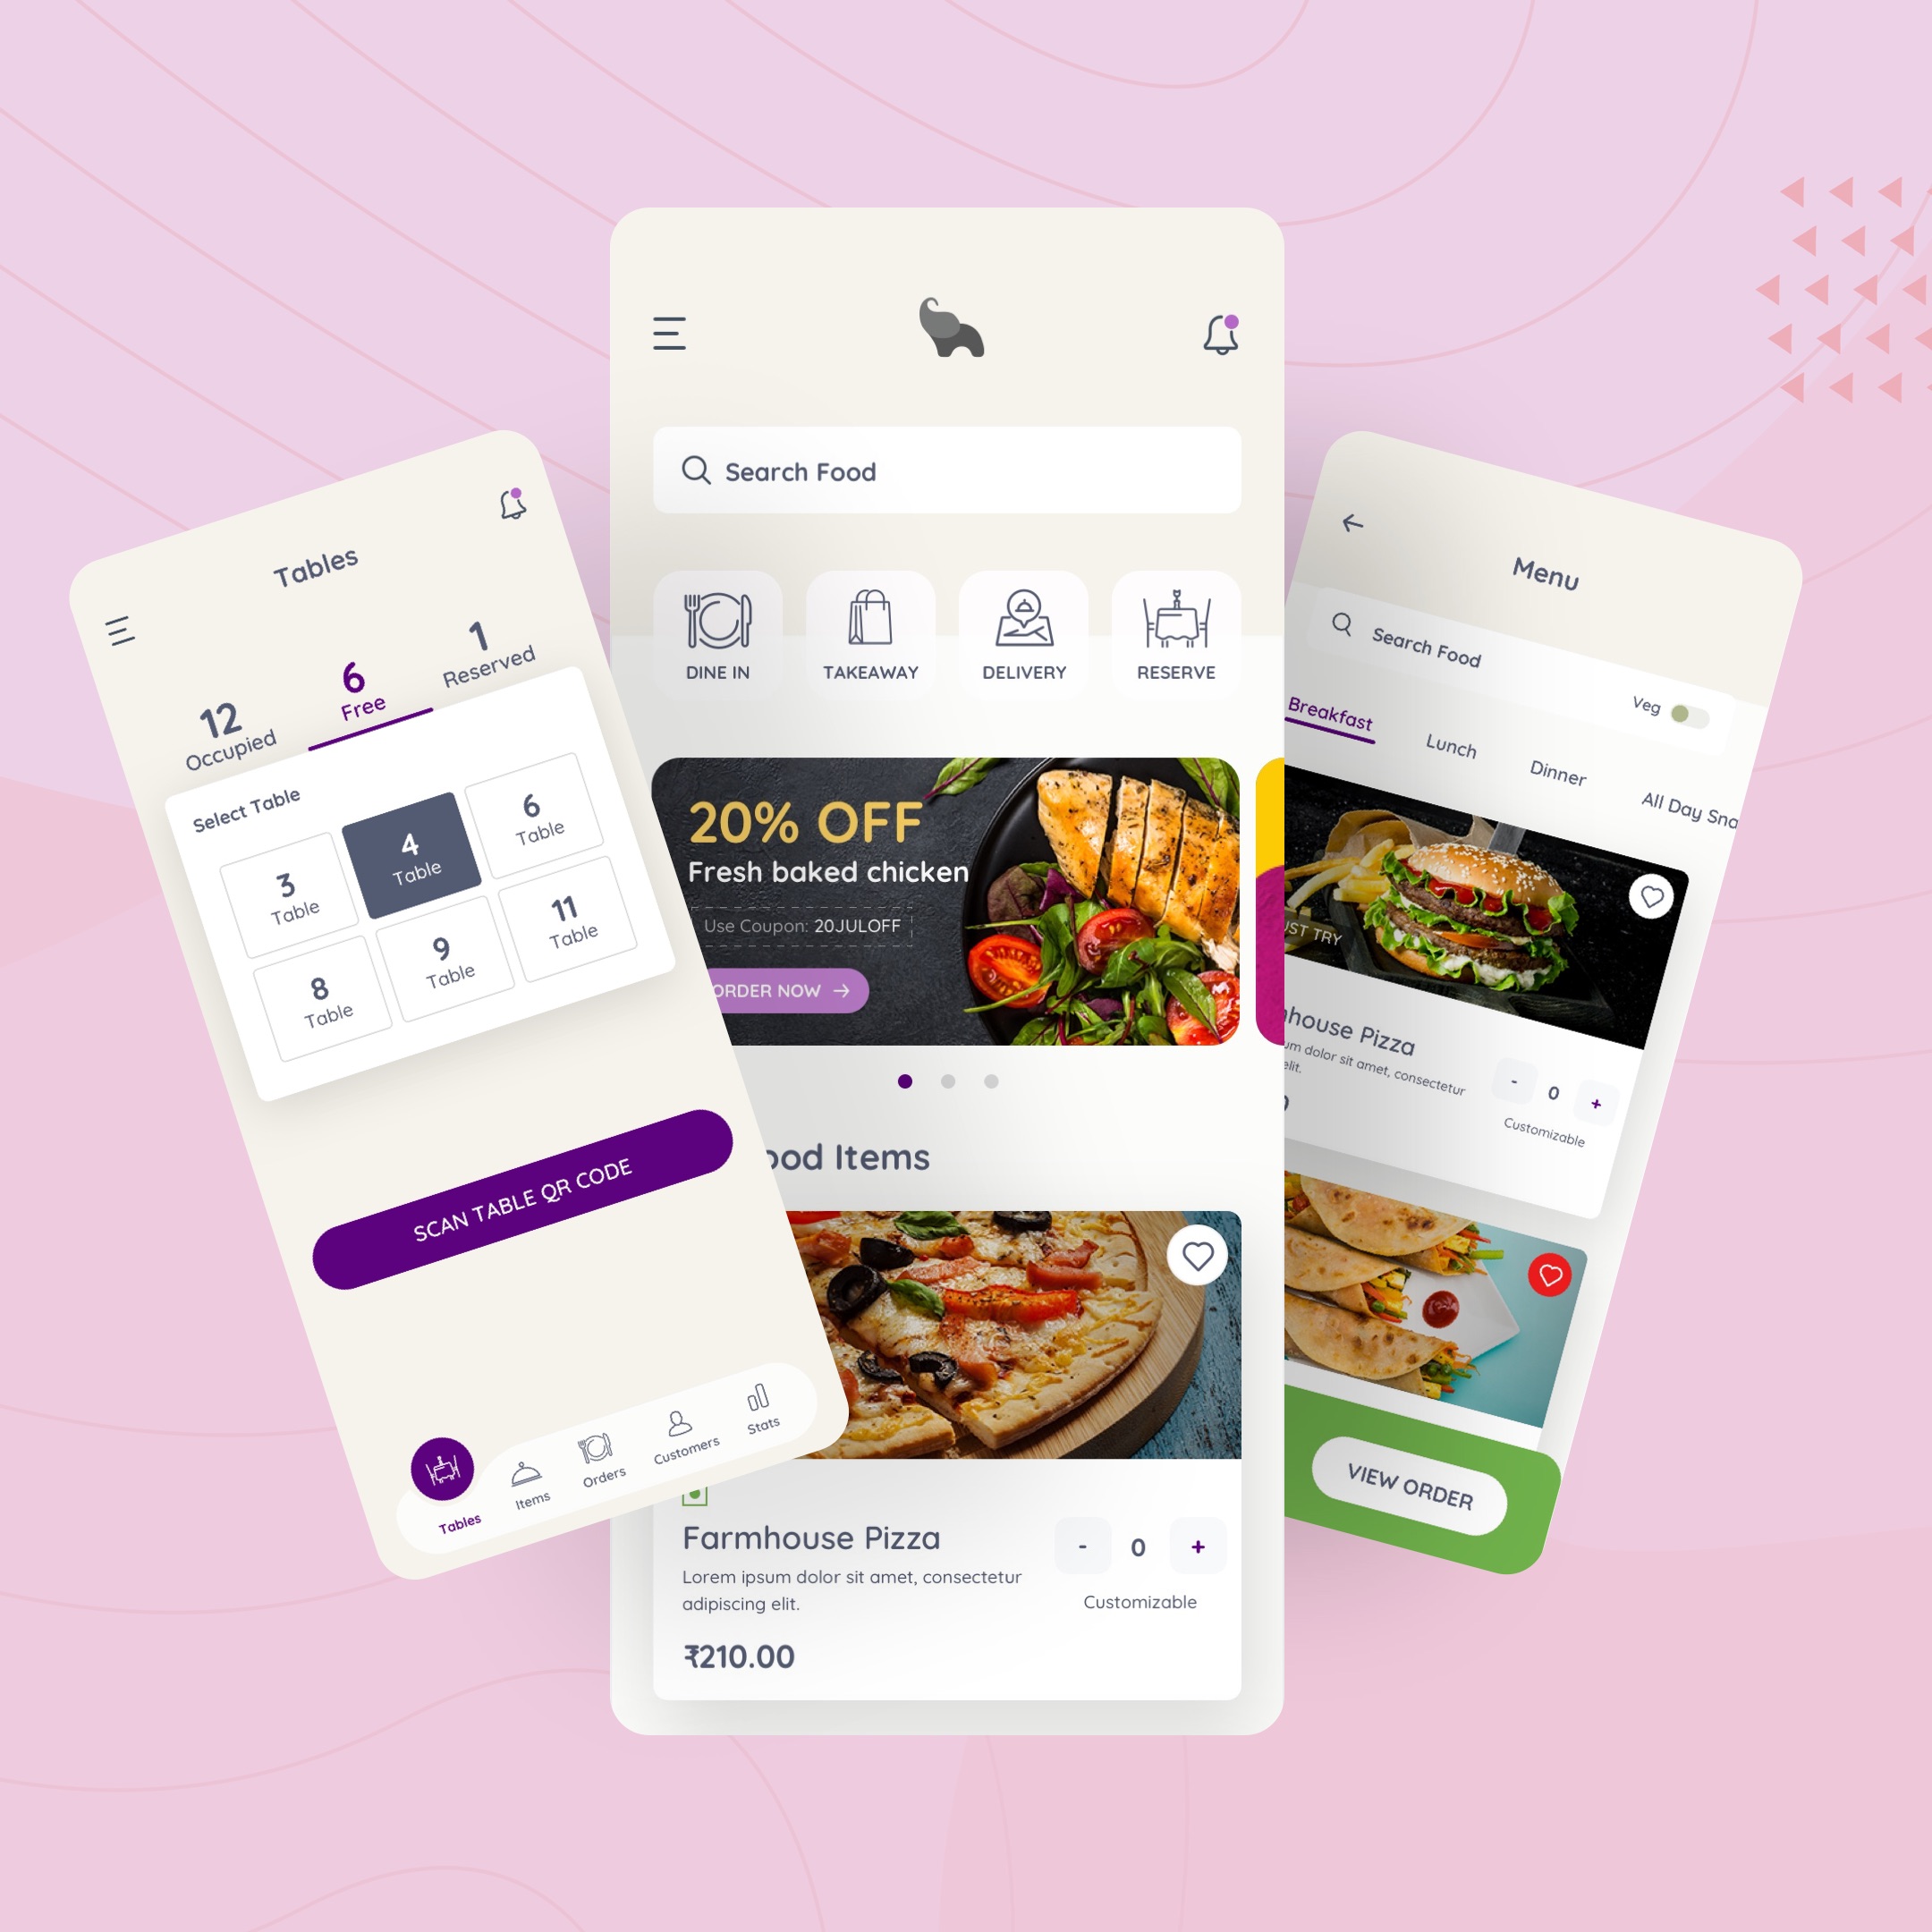 Tables
12
Occupied
6
Free
1
Reserved
Select Table
3
Table
4
Table
6
Table
8
Table
9
Table
11
Table
SCAN TABLE QR CODE
Tables
Items
Orders
Customers
Stats
Search Food
DINE IN
TAKEAWAY
DELIVERY
RESERVE
20% OFF
Fresh baked chicken
Use Coupon: 20JULOFF
ORDER NOW
ood Items
Farmhouse Pizza
Lorem ipsum dolor sit amet, consectetur
adipiscing elit.
₹210.00
- 0 +
Customizable
Menu
Search Food
Veg
Breakfast
Lunch
Dinner
All Day Sna
UST TRY
nhouse Pizza
um dolor sit amet, consectetur
elit.
- 0 +
Customizable
VIEW ORDER